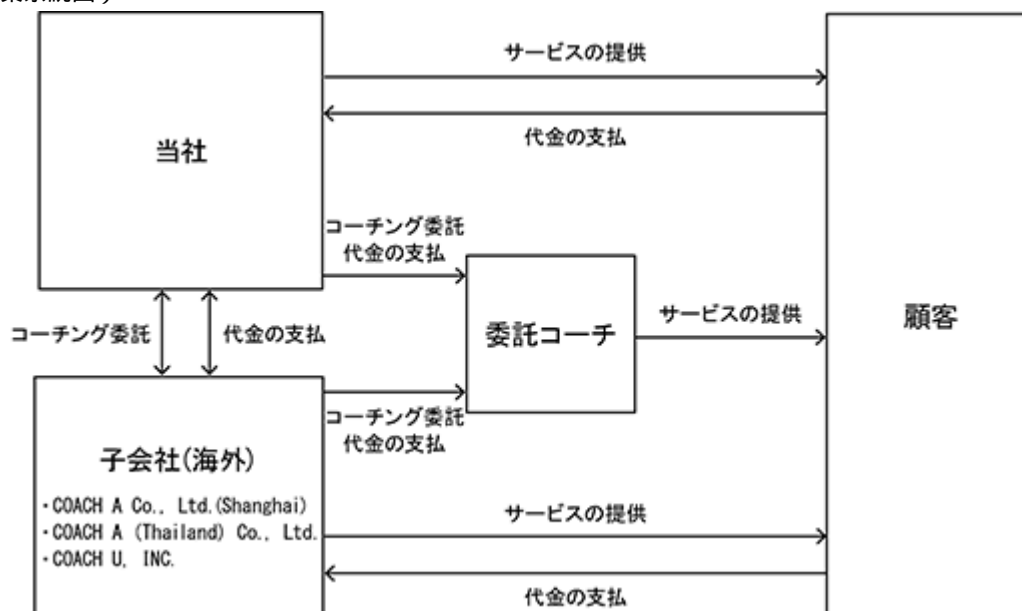 サービスの提供
代金の支払
当社
コーチング委託
代金の支払
委託コーチ
サービスの提供
顧客
コーチング委託
代金の支払
コーチング委託
代金の支払
子会社(海外)
・COACH A Co., Ltd.(Shanghai)
・COACH A (Thailand) Co., Ltd.
・COACH U, INC.
サービスの提供
代金の支払